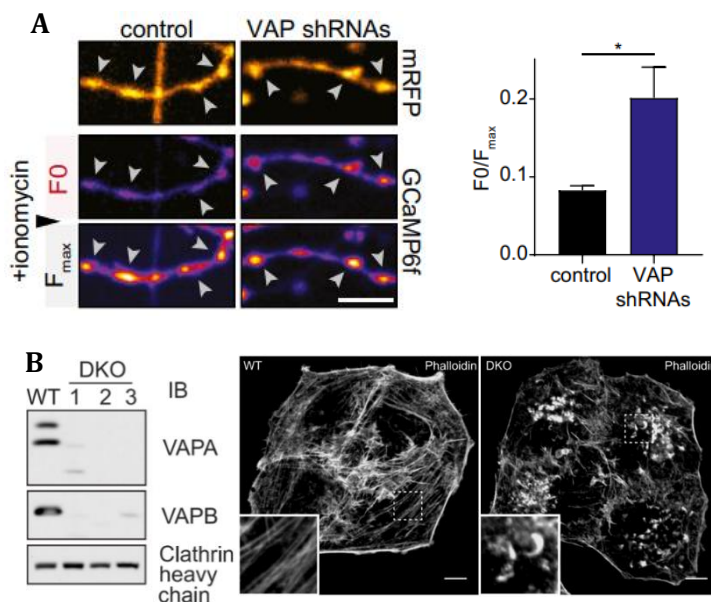 A
control
VAP shRNAs
mRFP
+ionomycin
F0
Fmax
GCaMP6f
F0/Fmax
0.2
0.1
0.0
*
control
VAP
shRNAs
B
DKO
WT 1 2 3 IB
VAPA
VAPB
Clathrin
heavy
chain
WT
Phalloidin
DKO
Phalloidin